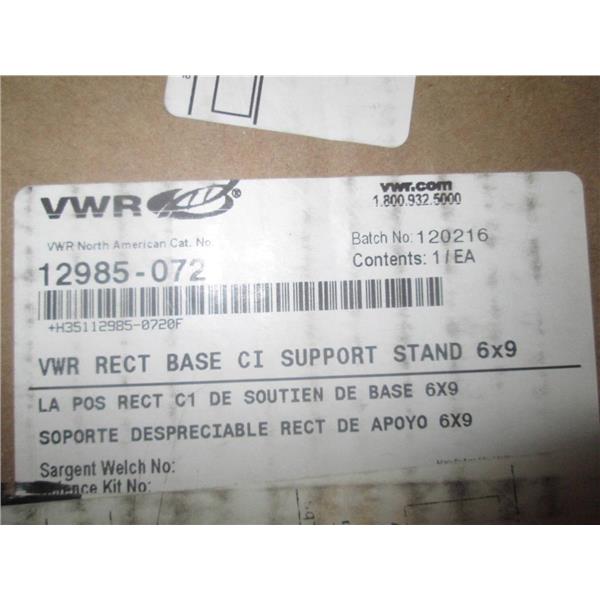 VWR®
vwr.com
1.800.932.5000
VWR North American Cat. No.
Batch No: 120216
12985-072
Contents: 1/EA
+H35112985-0720F
VWR RECT BASE CI SUPPORT STAND 6x9
LA POS RECT C1 DE SOUTIEN DE BASE 6X9
SOPORTE DESPRECIABLE RECT DE APOYO 6X9
Sargent Welch No:
Kit No: